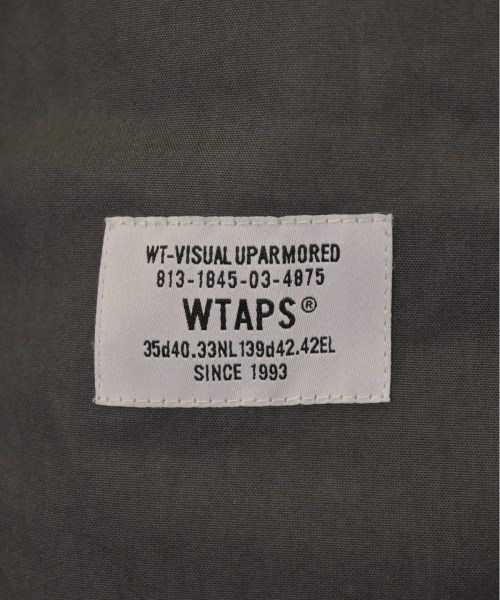 WT-VISUAL UPARMORED
813-1845-03-4875
WTAPS®
35d40.33NL139d42.42EL
SINCE 1993